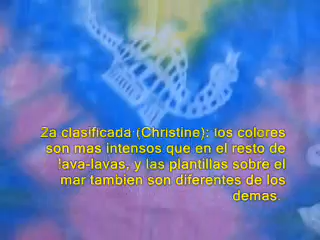 2a clasificada (Christine): los colores
son mas intensos que en el resto de
lava-lavas, y las plantillas sobre el
mar tambien son diferentes de los
demas.